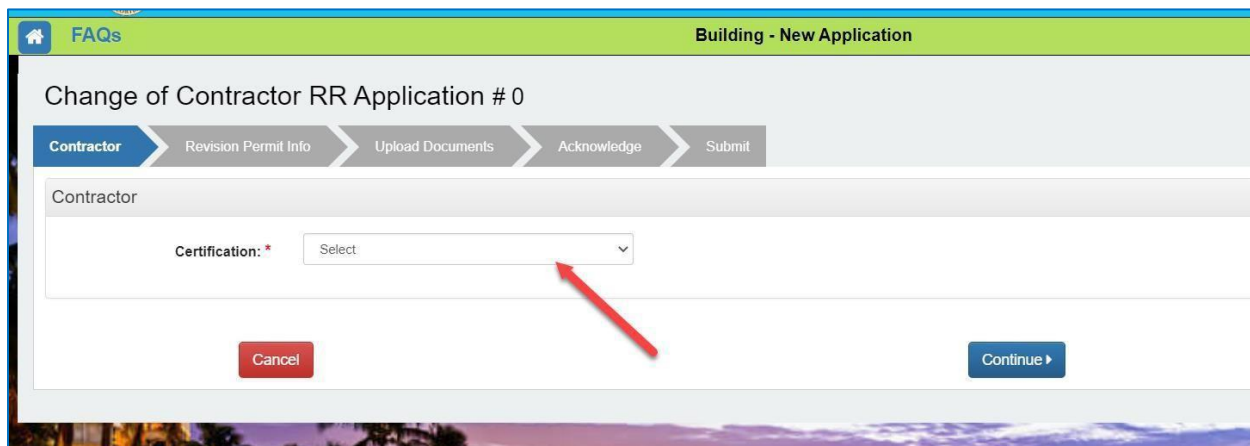 FAQs
Building - New Application
Change of Contractor RR Application # 0
Contractor
Revision Permit Info
Upload Documents
Acknowledge
Submit
Contractor
Certification: *
Select
Cancel
Continue